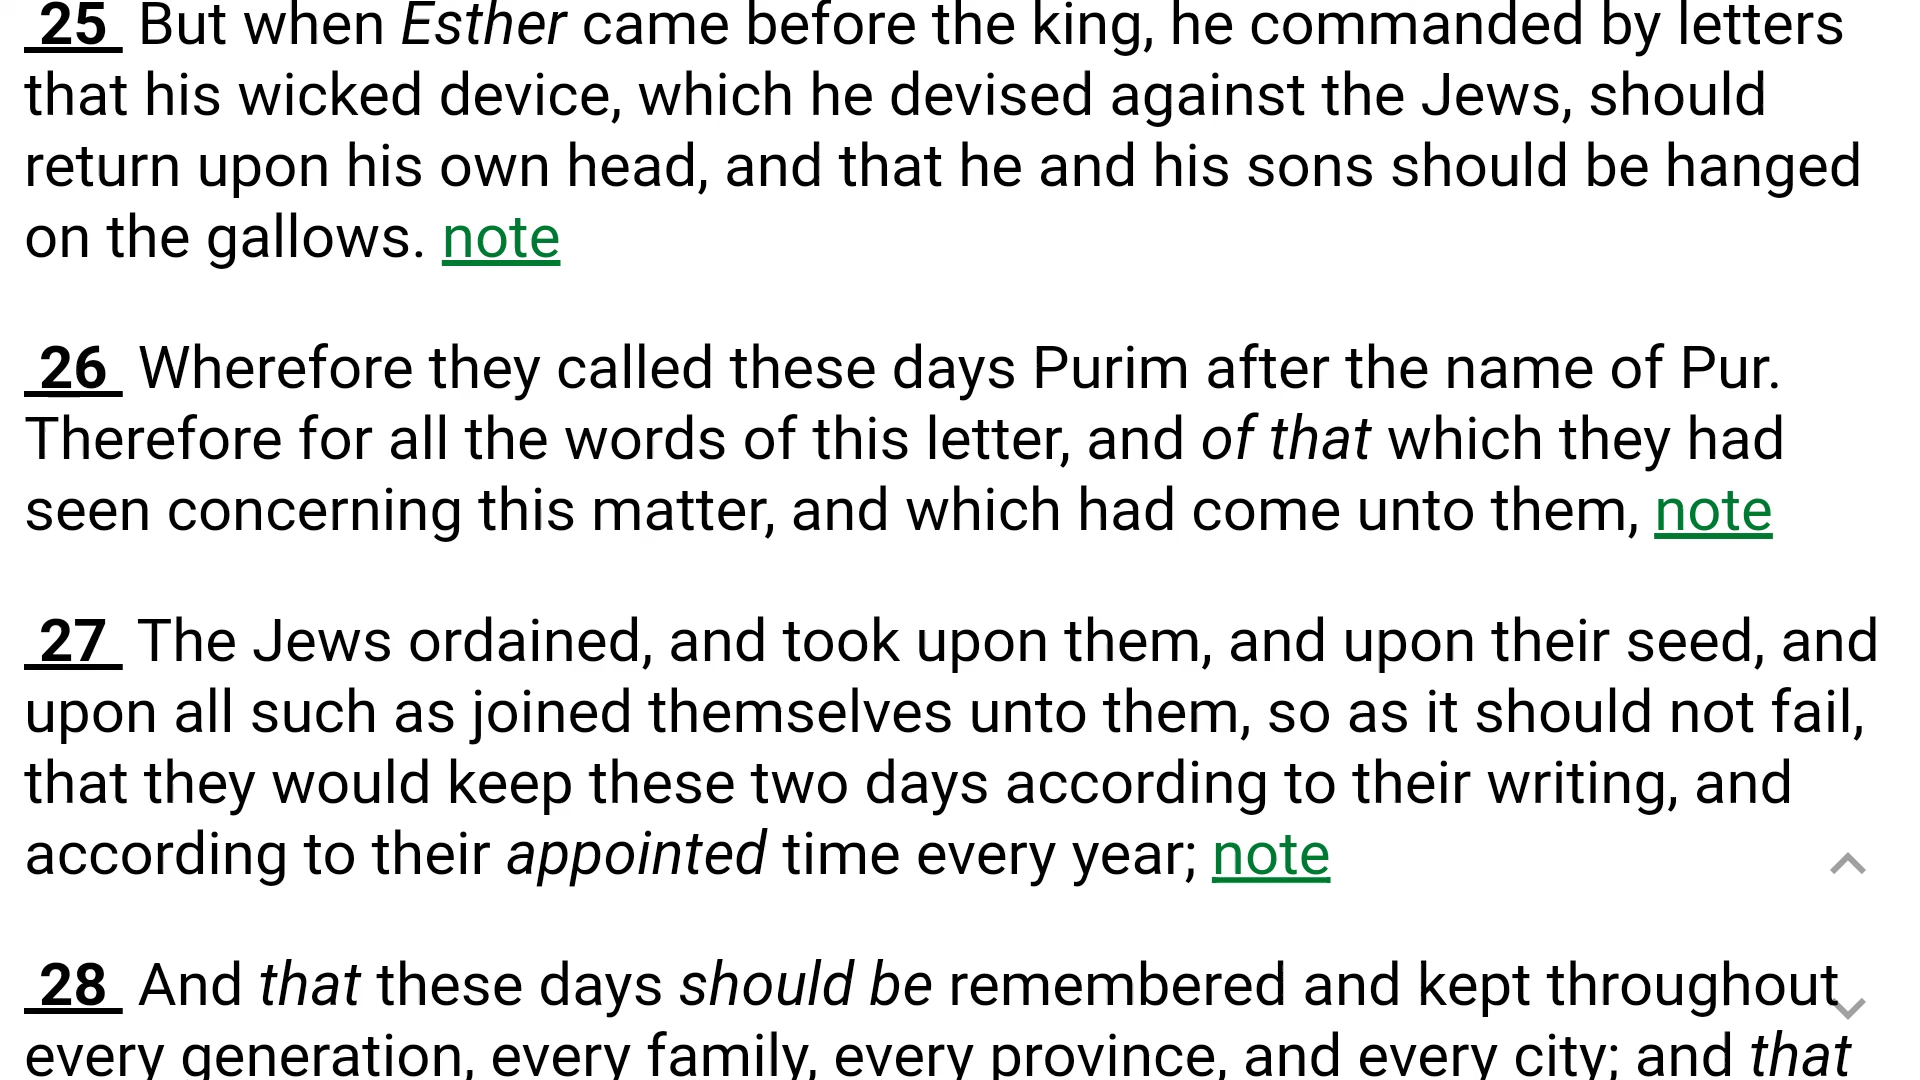 25 But when Esther came before the king, he commanded by letters
that his wicked device, which he devised against the Jews, should
return upon his own head, and that he and his sons should be hanged
on the gallows. note
26 Wherefore they called these days Purim after the name of Pur.
Therefore for all the words of this letter, and of that which they had
seen concerning this matter, and which had come unto them, note
27 The Jews ordained, and took upon them, and upon their seed, and
upon all such as joined themselves unto them, so as it should not fail,
that they would keep these two days according to their writing, and
according to their appointed time every year; note
28 And that these days should be remembered and kept throughout
every generation, every family, every province, and every city; and that